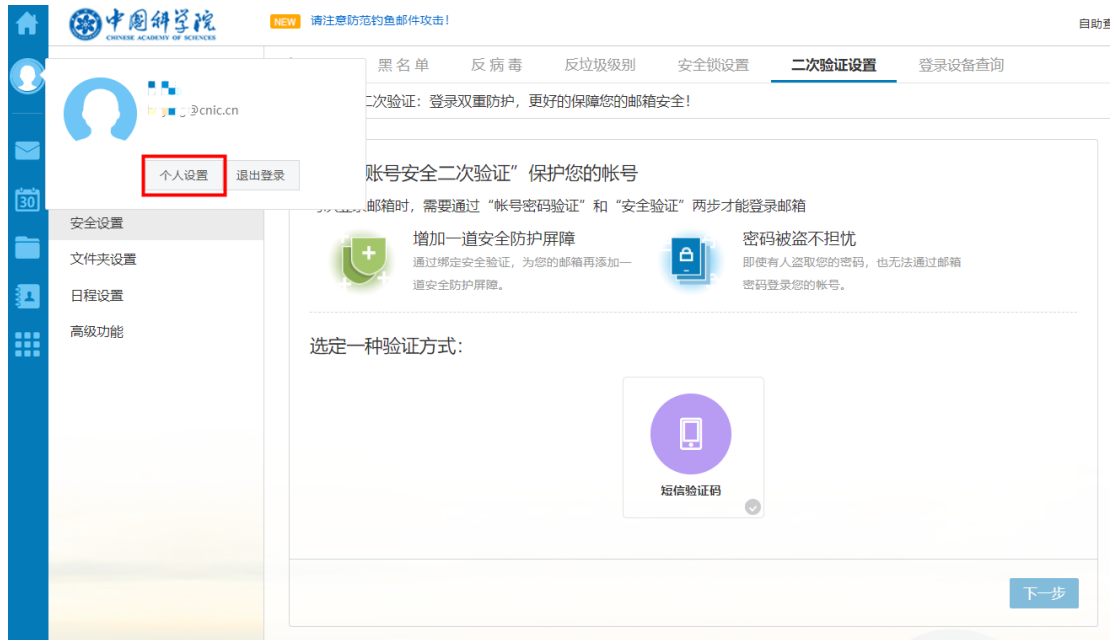 中国科学院
CHINESE ACADEMY OF SCIENCES
NEW 请注意防范钓鱼邮件攻击!
自助查
黑名单 反病毒 反垃圾级别 安全锁设置 二次验证设置 登录设备查询
二次验证:登录双重防护,更好的保障您的邮箱安全!
@cnic.cn
个人设置 退出登录
账号安全二次验证”保护您的帐号
邮箱时,需要通过“帐号密码验证”和“安全验证”两步才能登录邮箱
30
安全设置
文件夹设置
日程设置
高级功能
增加一道安全防护屏障
通过绑定安全验证,为您的邮箱再添加一
道安全防护屏障。
密码被盗不担忧
即使有人盗取您的密码,也无法通过邮箱
密码登录您的帐号。
选定一种验证方式:
短信验证码
下一步